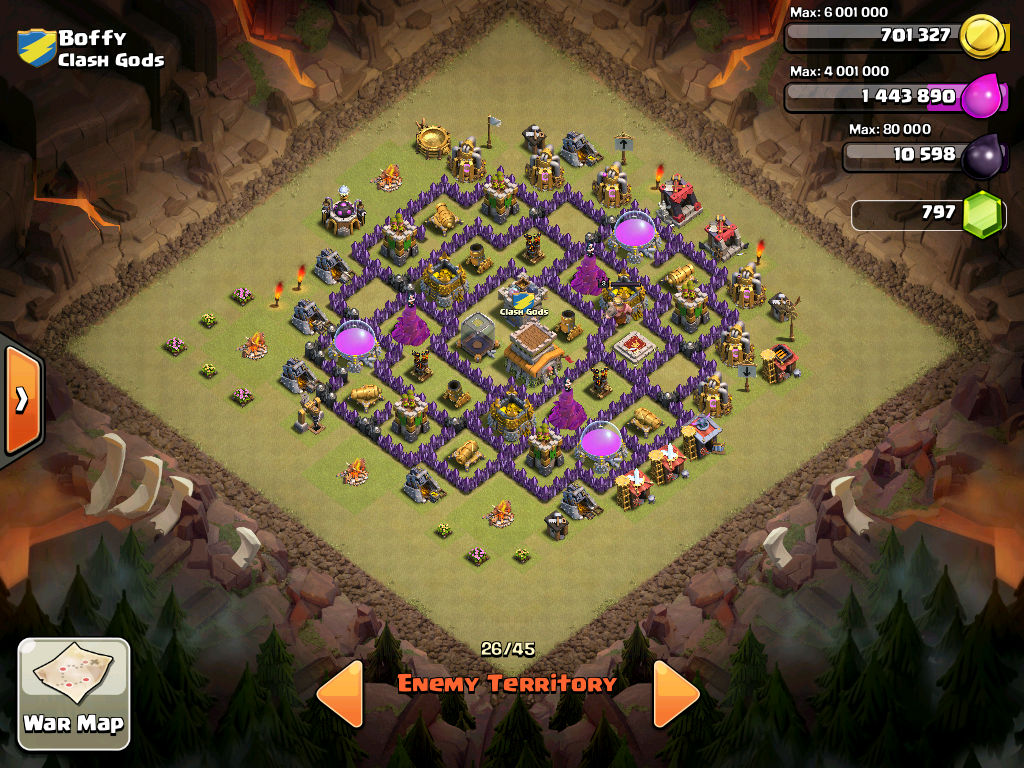 Boffy
Clash Gods
Max: 6 001 000
701 327
Max: 4 001 000
1 443 890
Max: 80 000
10 598
797
Clash Gods
26/45
Enemy Territory
War Map